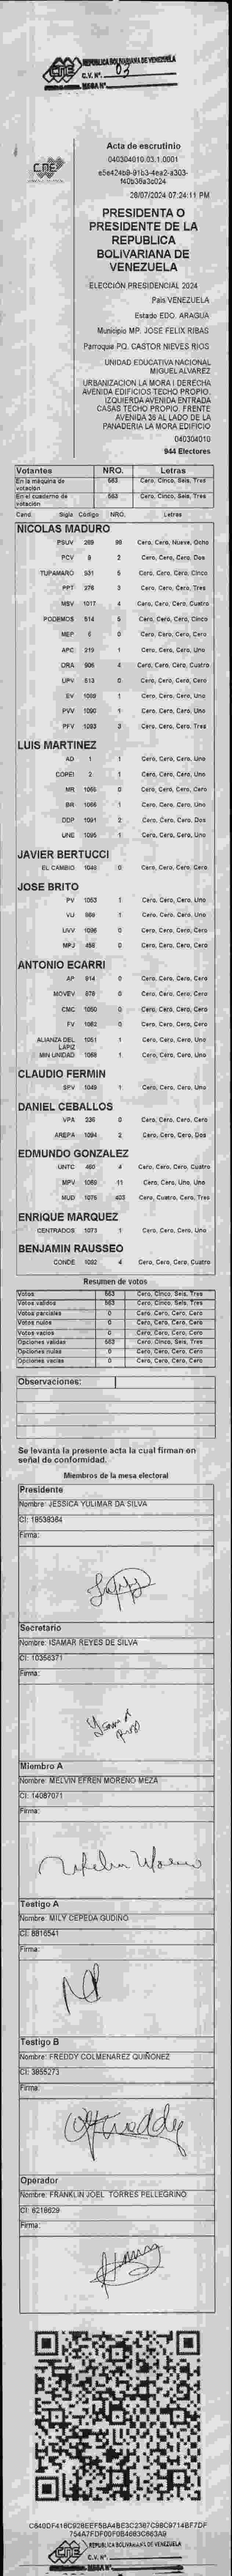 REPUBLICA BOLIVARIANA DE VENEZUELA
CNE
C.V. Nº. 03
MESA Nº.
CNE
Acta de escrutinio
040304010.03.1.0001
28/07/2024 07:24:11 PM
PRESIDENTA O
PRESIDENTE DE LA
REPUBLICA
BOLIVARIANA DE
VENEZUELA
ELECCIÓN PRESIDENCIAL 2024
País VENEZUELA
Estado EDO. ARAGUA
Municipio MP. JOSE FELIX RIBAS
Parroquia PQ. CASTOR NIEVES RIOS
UNIDAD EDUCATIVA NACIONAL
MIGUEL ALVAREZ
URBANIZACION LA MORA I DERECHA
AVENIDA EDIFICIOS TECHO PROPIO.
IZQUIERDA AVENIDA ENTRADA
CASAS TECHO PROPIO. FRENTE
AVENIDA 36 AL LADO DE LA
PANADERIA LA MORA EDIFICIO
040304010
944 Electores
Votantes NRO. Letras
En la máquina de votación 563 Cero, Cinco, Seis, Tres
En el cuaderno de votación 563 Cero, Cinco, Seis, Tres
Cand. Sigla Código NRO. Letras
NICOLAS MADURO
PSUV 289 98 Cero, Cero, Nueve, Ocho
PCV 9 2 Cero, Cero, Cero, Dos
TUPAMARO 931 5 Cero, Cero, Cero, Cinco
PPT 276 3 Cero, Cero, Cero, Tres
MSV 1017 4 Cero, Cero, Cero, Cuatro
PODEMOS 514 5 Cero, Cero, Cero, Cinco
MEP 6 0 Cero, Cero, Cero, Cero
APC 219 1 Cero, Cero, Cero, Uno
ORA 906 4 Cero, Cero, Cero, Cuatro
UPV 513 0 Cero, Cero, Cero, Cero
EV 1089 1 Cero, Cero, Cero, Uno
PVV 1090 1 Cero, Cero, Cero, Uno
PFV 1093 3 Cero, Cero, Cero, Tres
LUIS MARTINEZ
AD 1 1 Cero, Cero, Cero, Uno
COPEI 2 1 Cero, Cero, Cero, Uno
MR 1055 0 Cero, Cero, Cero, Cero
BR 1066 1 Cero, Cero, Cero, Uno
DDP 1091 2 Cero, Cero, Cero, Dos
UNE 1095 1 Cero, Cero, Cero, Uno
JAVIER BERTUCCI
EL CAMBIO 1048 0 Cero, Cero, Cero, Cero
JOSE BRITO
PV 1053 1 Cero, Cero, Cero, Uno
VU 969 1 Cero, Cero, Cero, Uno
UVV 1096 0 Cero, Cero, Cero, Cero
MPJ 456 0 Cero, Cero, Cero, Cero
ANTONIO ECARRI
AP 914 0 Cero, Cero, Cero, Cero
MOVEV 979 0 Cero, Cero, Cero, Cero
CMC 1050 0 Cero, Cero, Cero, Cero
FV 1062 0 Cero, Cero, Cero, Cero
ALIANZA DEL LAPIZ 1051 1 Cero, Cero, Cero, Uno
MIN UNIDAD 1068 1 Cero, Cero, Cero, Uno
CLAUDIO FERMIN
SPV 1049 1 Cero, Cero, Cero, Uno
DANIEL CEBALLOS
VPA 236 0 Cero, Cero, Cero, Cero
AREPA 1094 2 Cero, Cero, Cero, Dos
EDMUNDO GONZALEZ
UNTC 460 4 Cero, Cero, Cero, Cuatro
MPV 1069 11 Cero, Cero, Uno, Uno
MUD 1076 403 Cero, Cuatro, Cero, Tres
ENRIQUE MARQUEZ
CENTRADOS 1073 1 Cero, Cero, Cero, Uno
BENJAMIN RAUSSEO
CONDE 1092 4 Cero, Cero, Cero, Cuatro
Resumen de votos
Votos 563 Cero, Cinco, Seis, Tres
Votos validos 563 Cero, Cinco, Seis, Tres
Votos parciales 0 Cero, Cero, Cero, Cero
Votos nulos 0 Cero, Cero, Cero, Cero
Votos vacios 0 Cero, Cero, Cero, Cero
Opciones validas 563 Cero, Cinco, Seis, Tres
Opciones nulas 0 Cero, Cero, Cero, Cero
Opciones vacias 0 Cero, Cero, Cero, Cero
Observaciones:
Se levanta la presente acta la cual firman en
señal de conformidad.
Miembros de la mesa electoral
Presidente
Nombre: JESSICA YULIMAR DA SILVA
CI: 18539364
Firma:
Secretario
Nombre: ISAMAR REYES DE SILVA
CI: 10356371
Firma:
Miembro A
Nombre: MELVIN EFREN MORENO MEZA
CI: 14087071
Firma:
Testigo A
Nombre: MILY CEPEDA GUDIÑO
CI: 8816541
Firma:
Testigo B
Nombre: FREDDY COLMENAREZ QUIÑONEZ
CI: 3855273
Firma:
Operador
Nombre: FRANKLIN JOEL TORRES PELLEGRINO
CI: 6218629
Firma:
REPUBLICA BOLIVARIANA DE VENEZUELA
CNE
C.V. Nº.
MESA Nº.